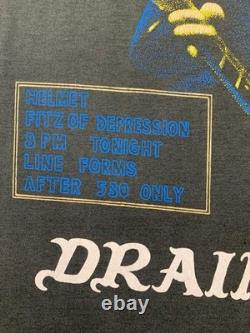 HELMET
FITZ OF DEPRESSION
8 PM TONIGHT
LINE FORMS
AFTER 530 ONLY
DRAI